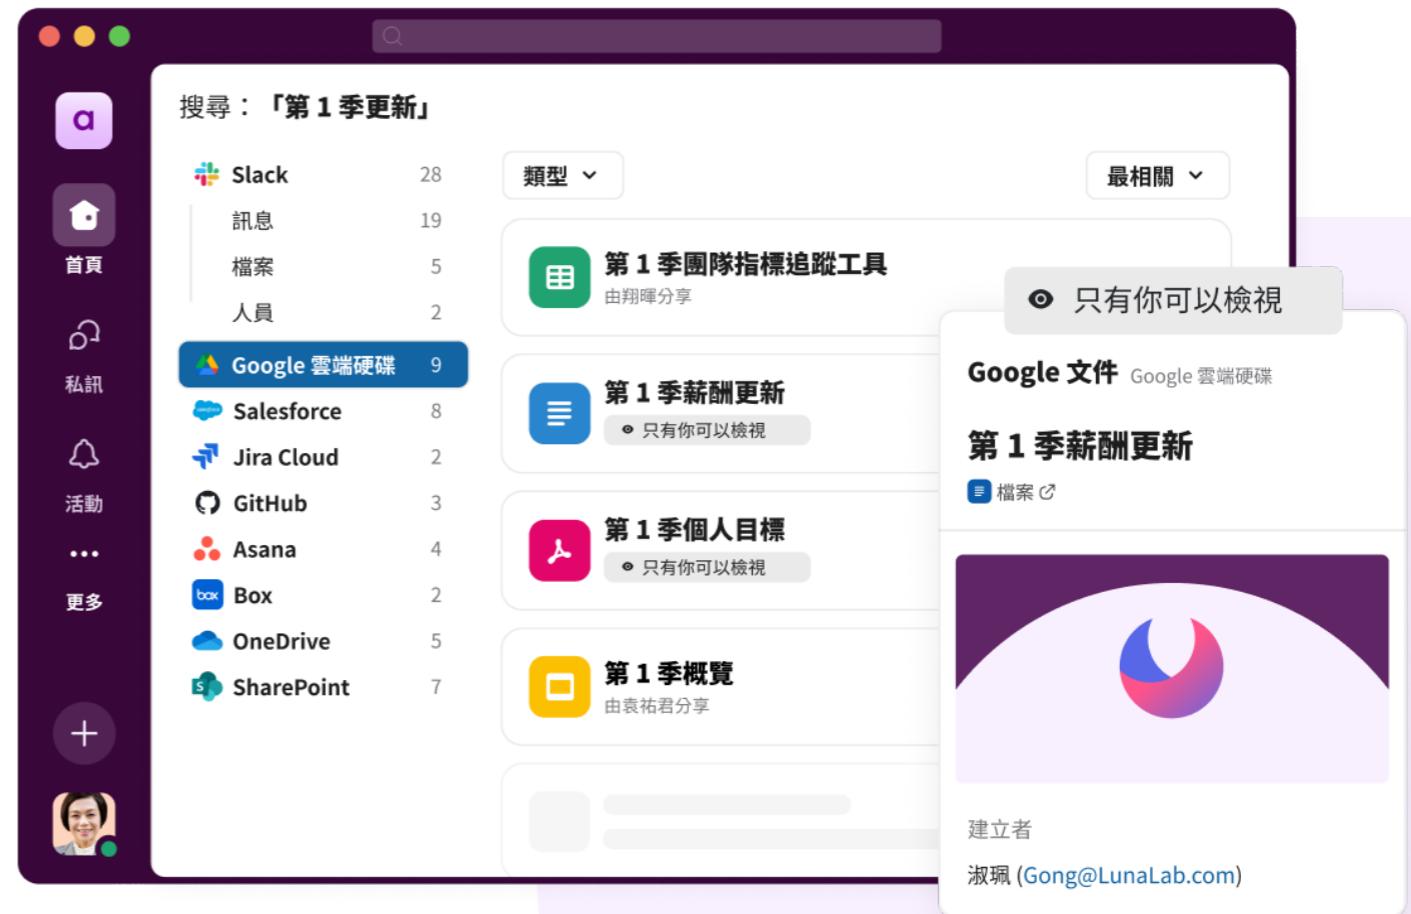 搜尋：「第 1 季更新」
a
首頁
私訊
活動
更多
Slack 28
訊息 19
檔案 5
人員 2
Google 雲端硬碟 9
Salesforce 8
Jira Cloud 2
GitHub 3
Asana 4
box Box 2
OneDrive 5
S SharePoint 7
類型
最相關
第 1 季團隊指標追蹤工具
由翔暉分享
第 1 季薪酬更新
只有你可以檢視
第 1 季個人目標
只有你可以檢視
第 1 季概覽
由袁祐君分享
只有你可以檢視
Google 文件 Google 雲端硬碟
第 1 季薪酬更新
檔案
建立者
淑珮 (Gong@LunaLab.com)